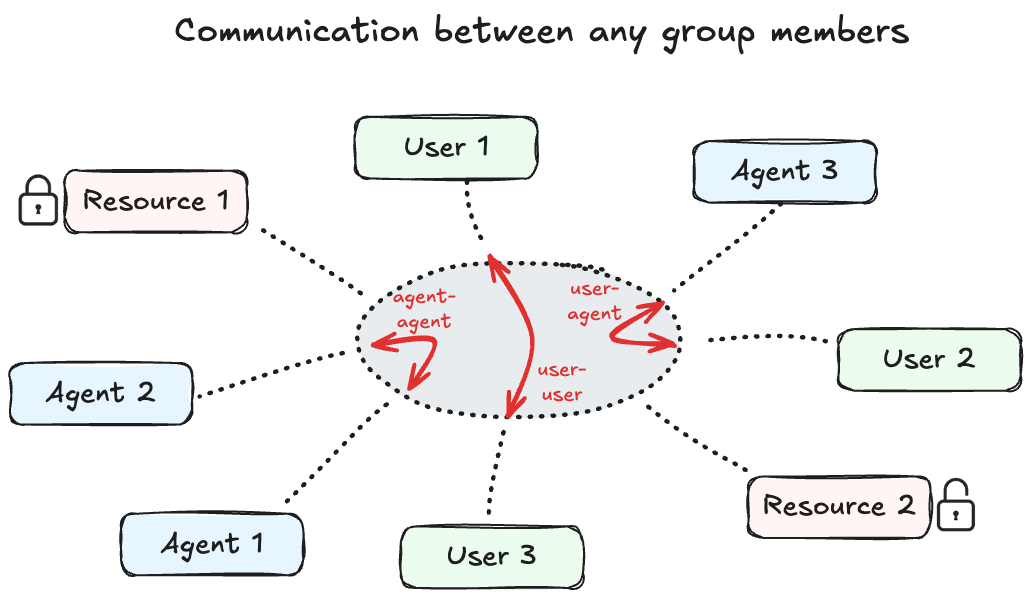 Communication between any group members
User 1
Agent 3
Resource 1
agent-
agent
user-
agent
User 2
user-
user
Agent 2
Resource 2
Agent 1
User 3